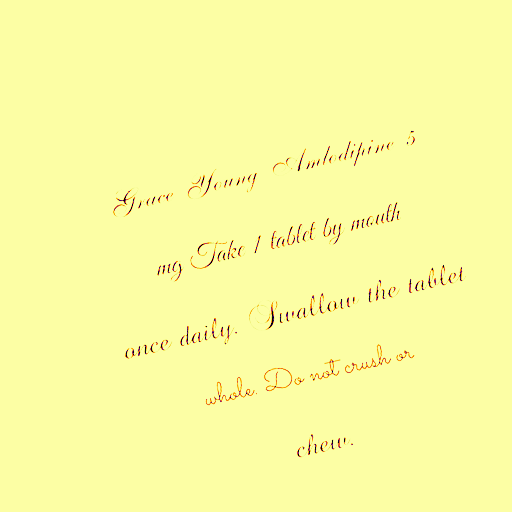 Grace Young Amlodipine 5
mg Take 1 tablet by mouth
once daily. Swallow the tablet
whole. Do not crush or
chew.